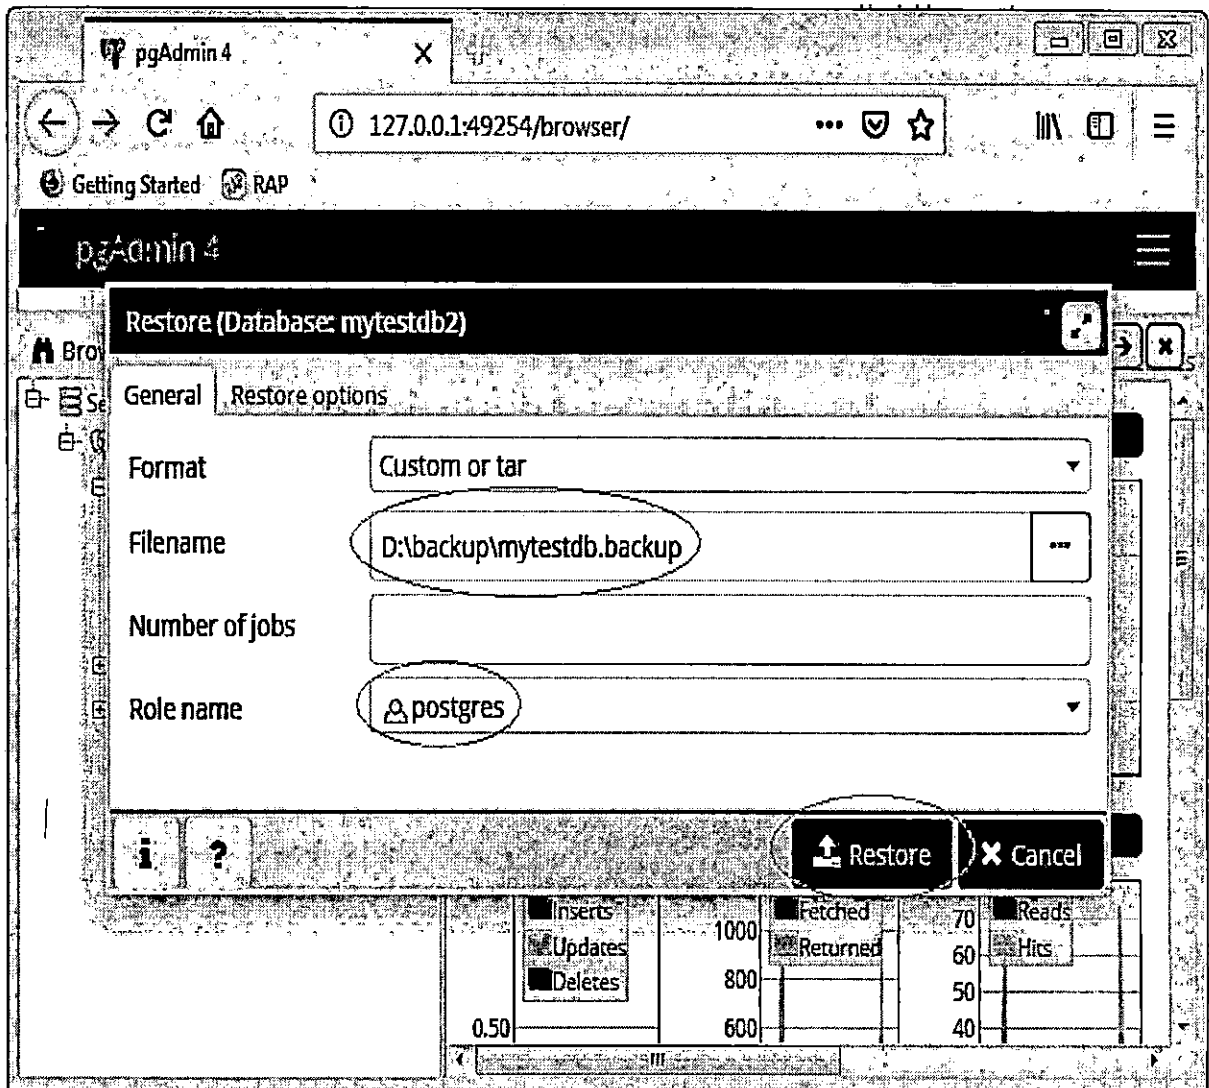 pgAdmin 4
127.0.0.1:49254/browser/
Getting Started RAP
pgAdmin 4
Restore (Database: mytestdb2)
Brow
Se
General Restore options
Format Custom or tar
Filename D:\backup\mytestdb.backup
Number of jobs
Role name postgres
i ? Restore Cancel
Inserts Fetched Reads
Updates Returned Hits
Deletes
1000 70
800 60
50
0.50 600 40